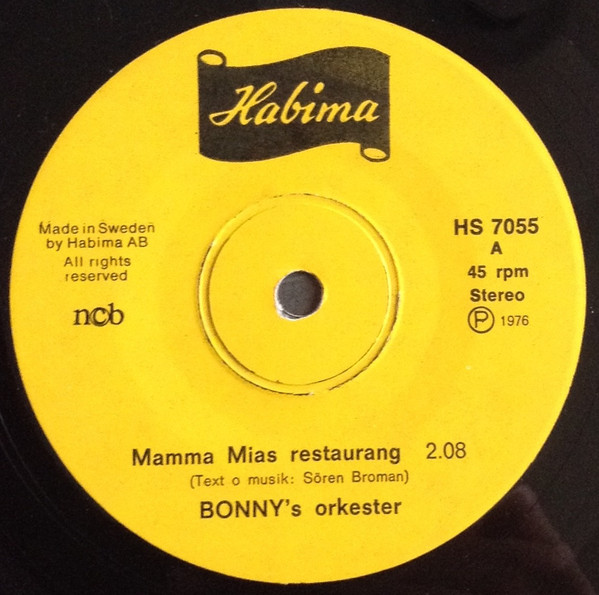 Habima
Made in Sweden
by Habima AB
All rights
reserved
ncb
HS 7055
A
45 rpm
Stereo
Ⓟ 1976
Mamma Mias restaurang 2.08
(Text o musik: Sören Broman)
BONNY's orkester